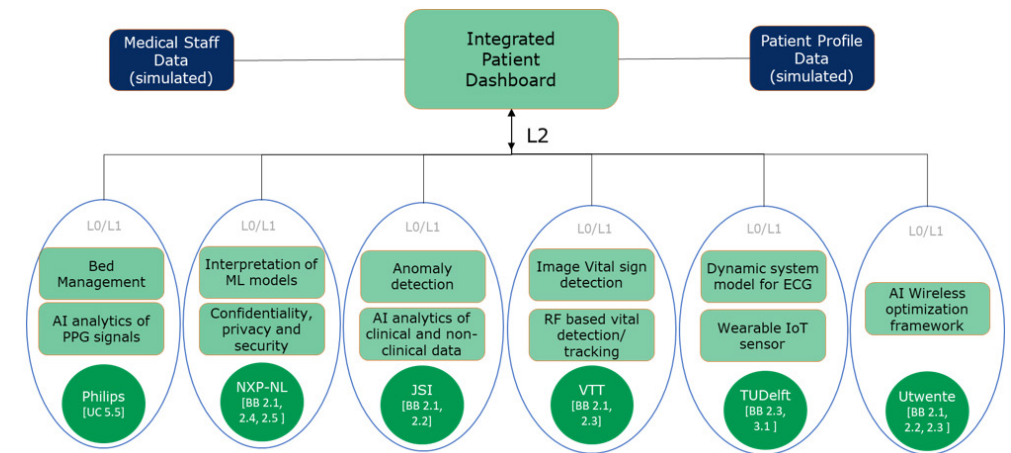 Medical Staff
Data
(simulated)
Integrated
Patient
Dashboard
Patient Profile
Data
(simulated)
L2
L0/L1
Bed
Management
AI analytics of
PPG signals
Philips
[UC 5.5]
L0/L1
Interpretation of
ML models
Confidentiality,
privacy and
security
NXP-NL
[BB 2.1,
2.4, 2.5 ]
L0/L1
Anomaly
detection
AI analytics of
clinical and non-
clinical data
JSI
[BB 2.1,
2.2]
L0/L1
Image Vital sign
detection
RF based vital
detection/
tracking
VTT
[BB 2.1,
2.3]
L0/L1
Dynamic system
model for ECG
Wearable IoT
sensor
TUDelft
[BB 2.3,
3.1 ]
L0/L1
AI Wireless
optimization
framework
Utwente
[BB 2.1,
2.2, 2.3 ]